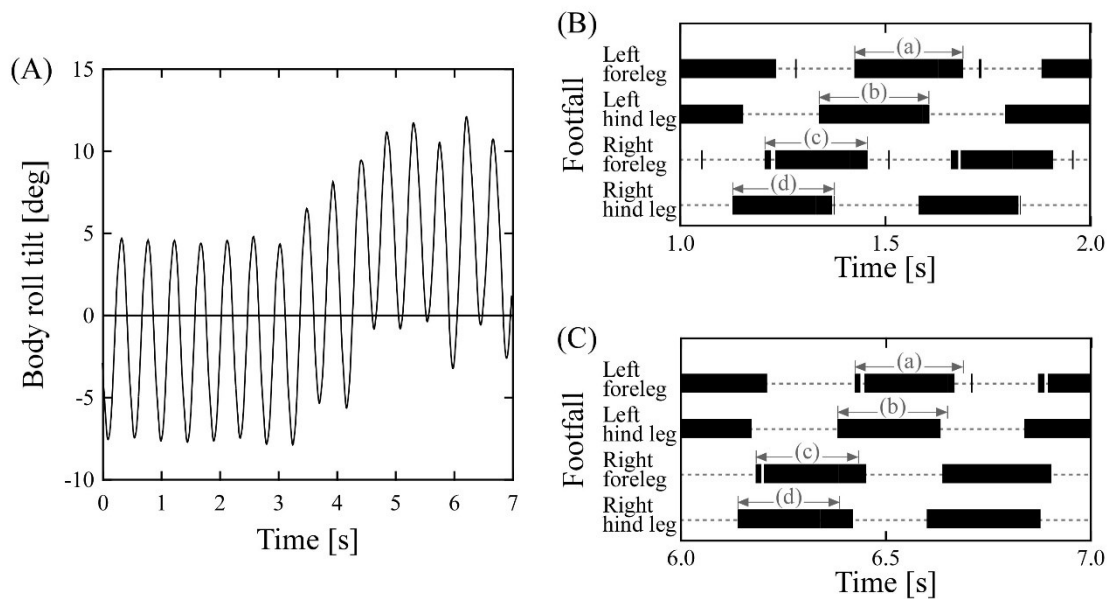 (A)
15
10
5
0
-5
-10
Body roll tilt [deg]
0 1 2 3 4 5 6 7
Time [s]
(B)
Footfall
Left
foreleg
(a)
Left
hind leg
(b)
Right
foreleg
(c)
Right
hind leg
(d)
1.0 1.5 2.0
Time [s]
(C)
Footfall
Left
foreleg
(a)
Left
hind leg
(b)
Right
foreleg
(c)
Right
hind leg
(d)
6.0 6.5 7.0
Time [s]